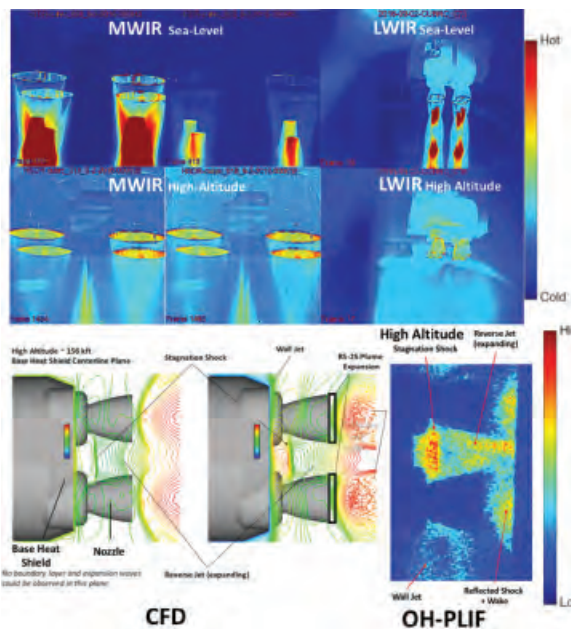 MWIR Sea-Level
LWIR Sea-Level
Hot
MWIR High-Altitude
LWIR High Altitude
Cold
High Altitude ~ 156 kft
Base Heat Shield Centerline Plane
Stagnation Shock
Wall Jet
RS-25 Plume
Expansion
High Altitude
Stagnation Shock
Reverse Jet
(expanding)
Base Heat
Shield
Nozzle
No boundary layer and expansion waves
could be observed in this plane
Reverse Jet (expanding)
Wall Jet
Reflected Shock
+ Wake
CFD
OH-PLIF